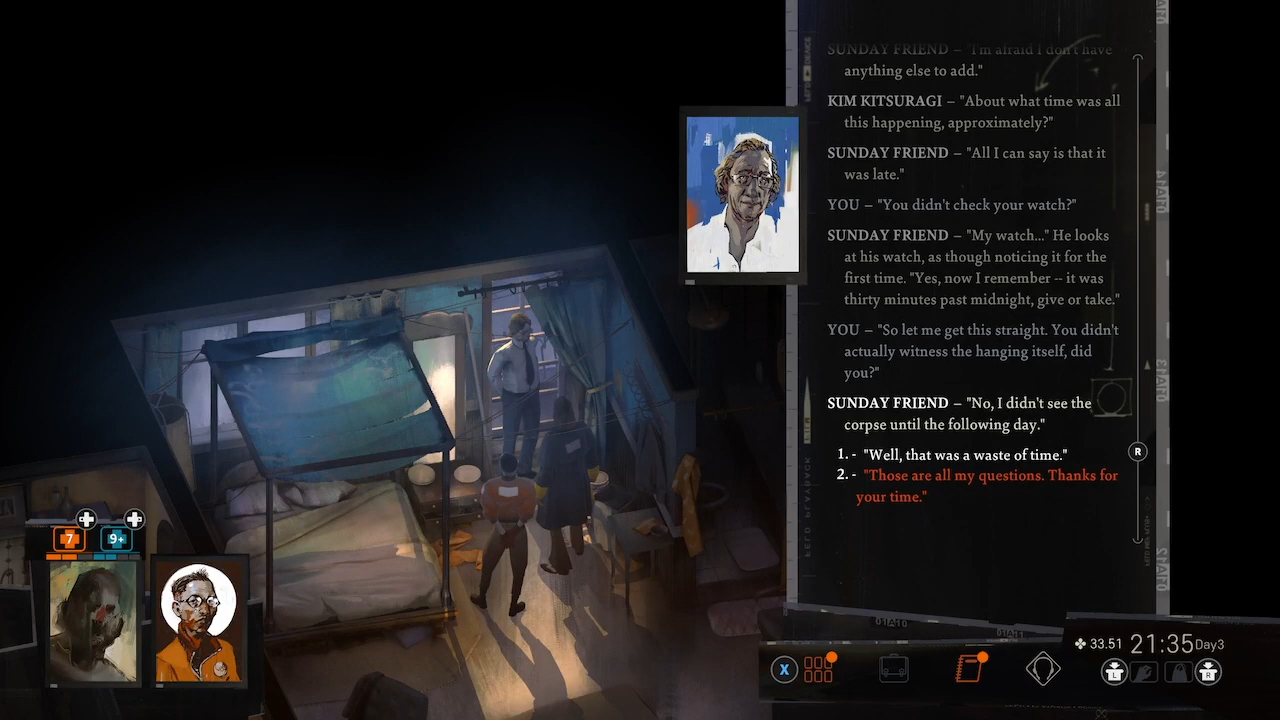 SUNDAY FRIEND – "I'm afraid I don't have
anything else to add."
KIM KITSURAGI – "About what time was all
this happening, approximately?"
SUNDAY FRIEND – "All I can say is that it
was late."
YOU – "You didn't check your watch?"
SUNDAY FRIEND – "My watch..." He looks
at his watch, as though noticing it for the
first time. "Yes, now I remember -- it was
thirty minutes past midnight, give or take."
YOU – "So let me get this straight. You didn't
actually witness the hanging itself, did
you?"
SUNDAY FRIEND – "No, I didn't see the
corpse until the following day."
1. - "Well, that was a waste of time."
R
2. - "Those are all my questions. Thanks for
your time."
7 9+
01A10
01A11
33.51 21:35 Day3
X
L R